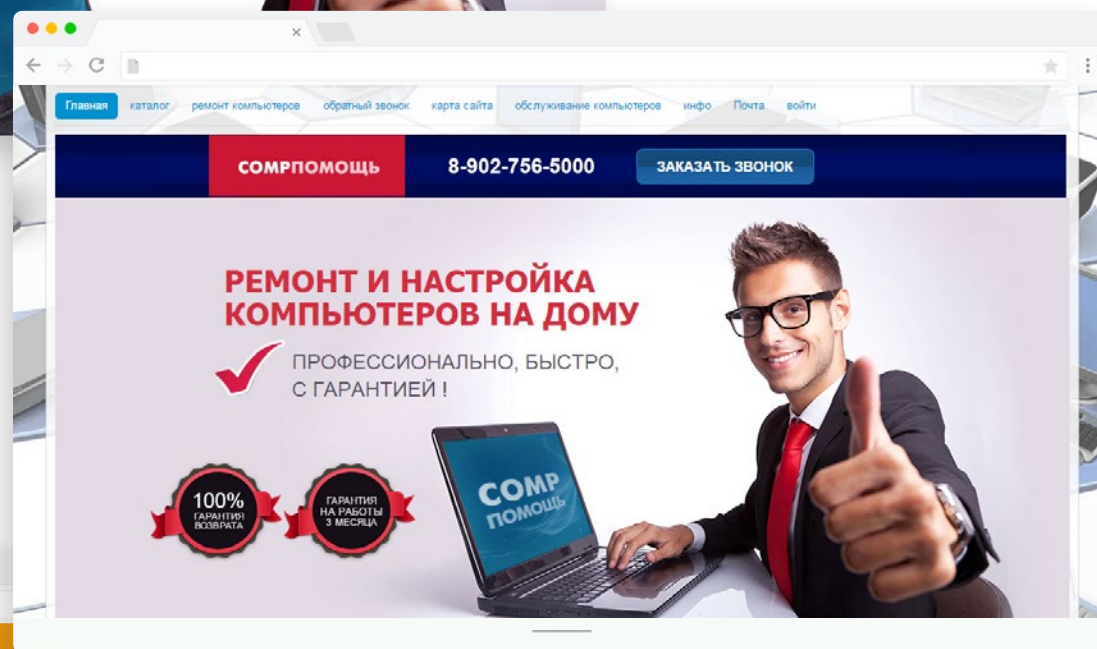 Главная каталог ремонт компьютеров обратный звонок карта сайта обслуживание компьютеров инфо Почта войти
COMPПОМОЩЬ 8-902-756-5000 ЗАКАЗАТЬ ЗВОНОК
РЕМОНТ И НАСТРОЙКА
КОМПЬЮТЕРОВ НА ДОМУ
ПРОФЕССИОНАЛЬНО, БЫСТРО,
С ГАРАНТИЕЙ !
100%
ГАРАНТИЯ
ВОЗВРАТА
ГАРАНТИЯ
НА РАБОТЫ
3 МЕСЯЦА
COMP
ПОМОЩЬ